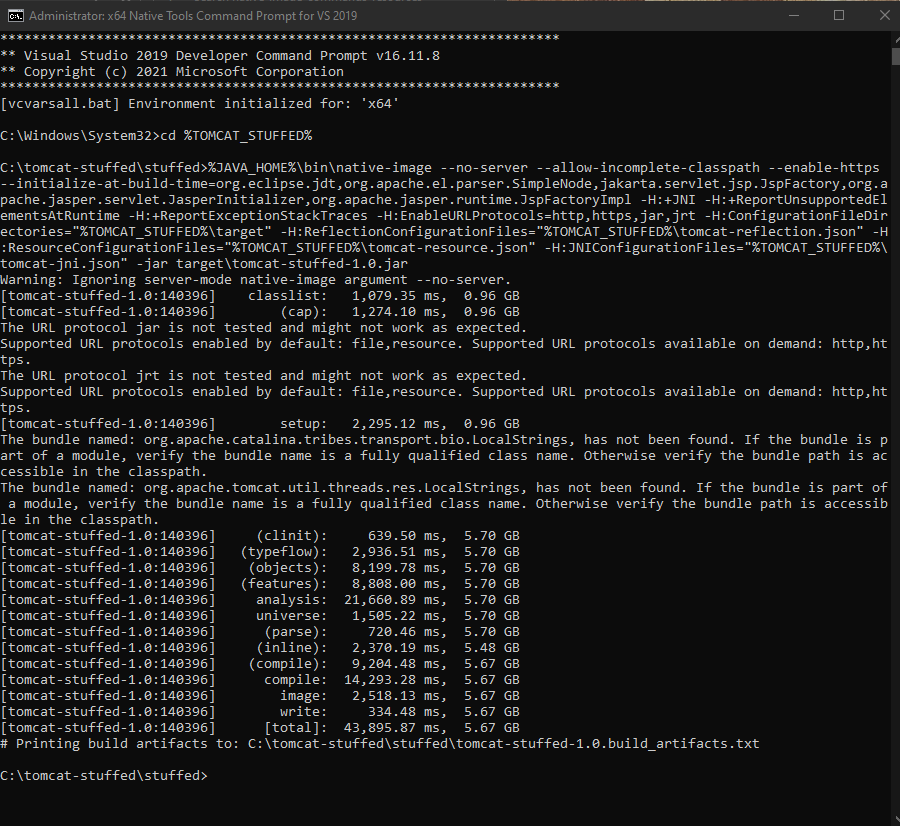 Administrator: x64 Native Tools Command Prompt for VS 2019
**********************************************************************
** Visual Studio 2019 Developer Command Prompt v16.11.8
** Copyright (c) 2021 Microsoft Corporation
**********************************************************************
[vcvarsall.bat] Environment initialized for: 'x64'
C:\Windows\System32>cd %TOMCAT_STUFFED%
C:\tomcat-stuffed\stuffed>%JAVA_HOME%\bin\native-image --no-server --allow-incomplete-classpath --enable-https
--initialize-at-build-time=org.eclipse.jdt,org.apache.el.parser.SimpleNode,jakarta.servlet.jsp.JspFactory,org.a
pache.jasper.servlet.JasperInitializer,org.apache.jasper.runtime.JspFactoryImpl -H:+JNI -H:+ReportUnsupportedEl
ementsAtRuntime -H:+ReportExceptionStackTraces -H:EnableURLProtocols=http,https,jar,jrt -H:ConfigurationFileDir
ectories="%TOMCAT_STUFFED%\target" -H:ReflectionConfigurationFiles="%TOMCAT_STUFFED%\tomcat-reflection.json" -H
:ResourceConfigurationFiles="%TOMCAT_STUFFED%\tomcat-resource.json" -H:JNIConfigurationFiles="%TOMCAT_STUFFED%\
tomcat-jni.json" -jar target\tomcat-stuffed-1.0.jar
Warning: Ignoring server-mode native-image argument --no-server.
[tomcat-stuffed-1.0:140396]    classlist:   1,079.35 ms,  0.96 GB
[tomcat-stuffed-1.0:140396]        (cap):   1,274.10 ms,  0.96 GB
The URL protocol jar is not tested and might not work as expected.
Supported URL protocols enabled by default: file,resource. Supported URL protocols available on demand: http,ht
tps.
The URL protocol jrt is not tested and might not work as expected.
Supported URL protocols enabled by default: file,resource. Supported URL protocols available on demand: http,ht
tps.
[tomcat-stuffed-1.0:140396]        setup:   2,295.12 ms,  0.96 GB
The bundle named: org.apache.catalina.tribes.transport.bio.LocalStrings, has not been found. If the bundle is p
art of a module, verify the bundle name is a fully qualified class name. Otherwise verify the bundle path is ac
cessible in the classpath.
The bundle named: org.apache.tomcat.util.threads.res.LocalStrings, has not been found. If the bundle is part of
 a module, verify the bundle name is a fully qualified class name. Otherwise verify the bundle path is accessib
le in the classpath.
[tomcat-stuffed-1.0:140396]     (clinit):     639.50 ms,  5.70 GB
[tomcat-stuffed-1.0:140396]   (typeflow):   2,936.51 ms,  5.70 GB
[tomcat-stuffed-1.0:140396]    (objects):   8,199.78 ms,  5.70 GB
[tomcat-stuffed-1.0:140396]   (features):   8,808.00 ms,  5.70 GB
[tomcat-stuffed-1.0:140396]     analysis:  21,660.89 ms,  5.70 GB
[tomcat-stuffed-1.0:140396]     universe:   1,505.22 ms,  5.70 GB
[tomcat-stuffed-1.0:140396]      (parse):     720.46 ms,  5.70 GB
[tomcat-stuffed-1.0:140396]     (inline):   2,370.19 ms,  5.48 GB
[tomcat-stuffed-1.0:140396]    (compile):   9,204.48 ms,  5.67 GB
[tomcat-stuffed-1.0:140396]      compile:  14,293.28 ms,  5.67 GB
[tomcat-stuffed-1.0:140396]        image:   2,518.13 ms,  5.67 GB
[tomcat-stuffed-1.0:140396]        write:     334.48 ms,  5.67 GB
[tomcat-stuffed-1.0:140396]      [total]:  43,895.87 ms,  5.67 GB
# Printing build artifacts to: C:\tomcat-stuffed\stuffed\tomcat-stuffed-1.0.build_artifacts.txt
C:\tomcat-stuffed\stuffed>